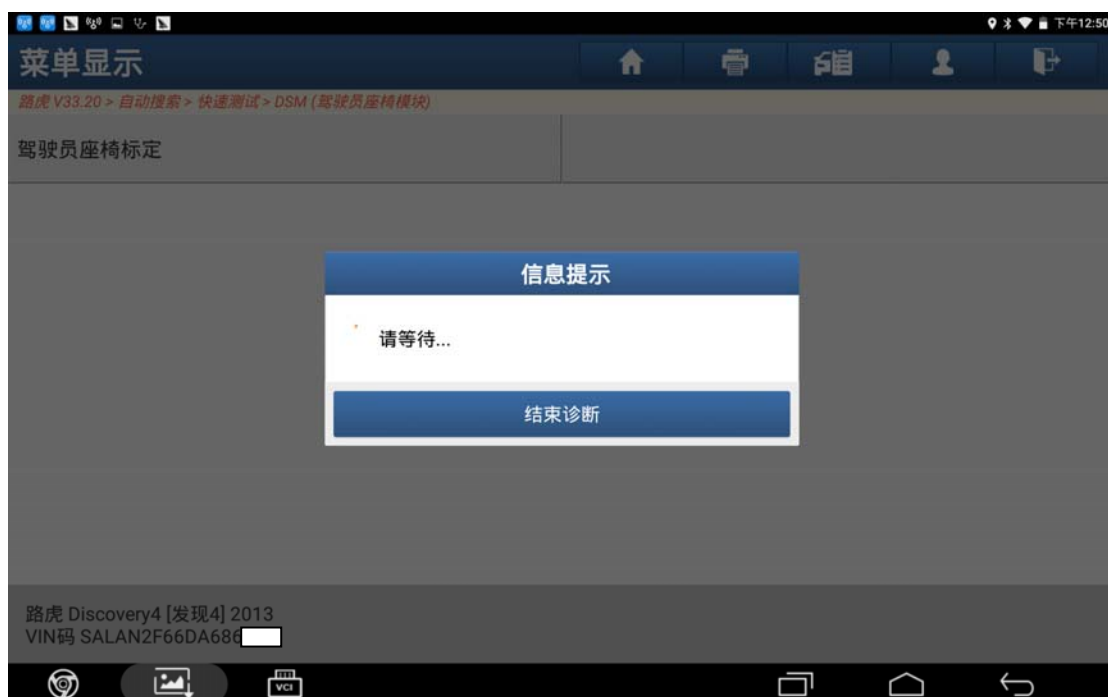 下午12:50
菜单显示
路虎 V33.20 > 自动搜索 > 快速测试 > DSM (驾驶员座椅模块)
驾驶员座椅标定
信息提示
请等待...
结束诊断
路虎 Discovery4 [发现4] 2013
VIN码 SALAN2F66DA686
VCI